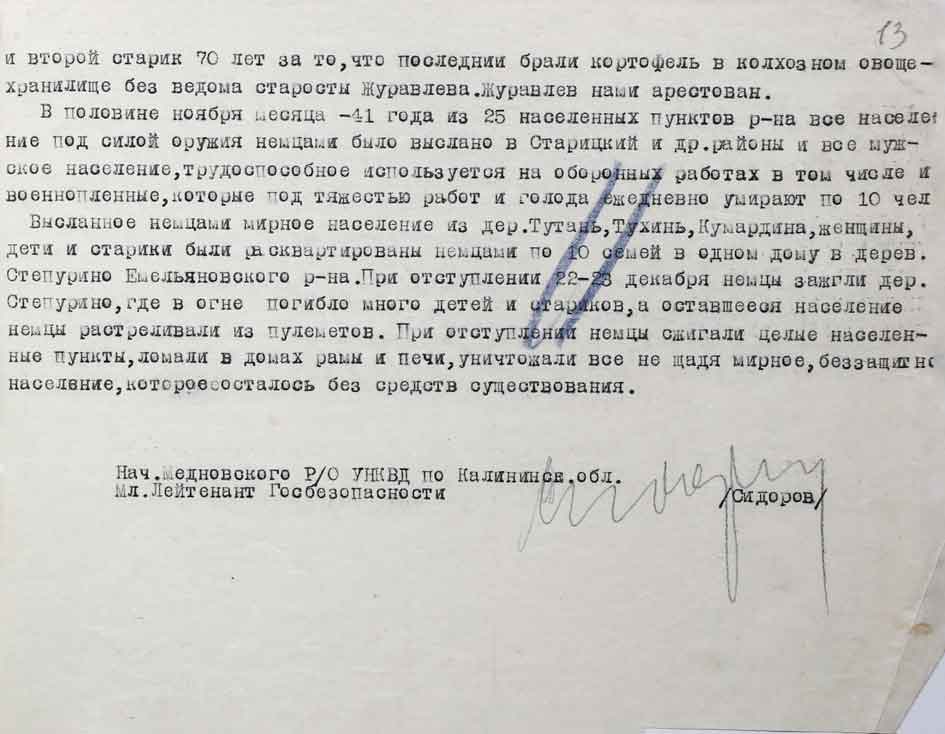 13
и второй старик 70 лет за то,что последнии брали кортофель в колхозном овоще-
хранилище без ведома старосты Журавлева.Журавлев нами арестован.
В половине ноября месяца -41 года из 25 населенных пунктов р-на все населен
ние под силой оружия немцами было выслано в Старицкий и др.районы и все муж-
ское население,трудоспособное используется на оборонных работах в том числе и
военнопленные,которые под тяжестью работ и голода ежедневно умирают по 10 чел
Высланное немцами мирное население из дер.Тутань,Тухинь,Кумардина,женщины,
дети и старики были расквартированы немцами по 10 семей в одном дому в дерев.
Степурино Емельяновского р-на.При отступлении 22-23 декабря немцы зажгли дер.
Степурино,где в огне погибло много детей и стариков,а оставшееся население
немцы растреливали из пулеметов. При отступлении немцы сжигали целые населен-
ные пункты,ломали в домах рамы и печи,уничтожали все не щадя мирное,беззащитно
население,которое осталось без средств существования.
Нач.Медновского Р/О УНКВД по Калининск.обл.
Мл.Лейтенант Госбезопасности /Сидоров/